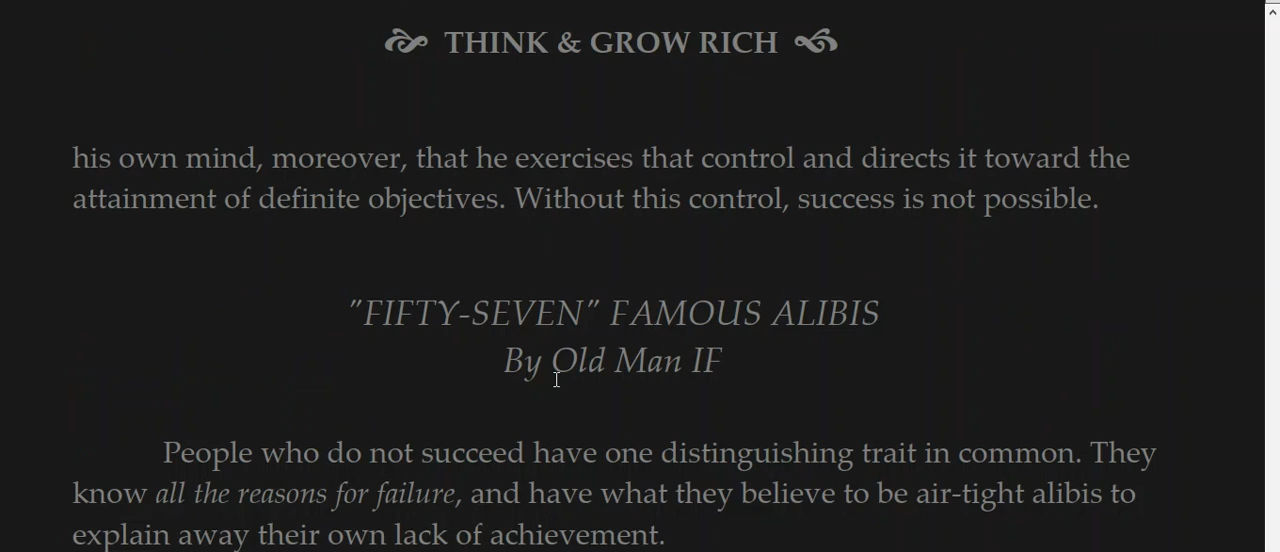 THINK & GROW RICH
his own mind, moreover, that he exercises that control and directs it toward the
attainment of definite objectives. Without this control, success is not possible.
"FIFTY-SEVEN" FAMOUS ALIBIS
By Old Man IF
People who do not succeed have one distinguishing trait in common. They
know all the reasons for failure, and have what they believe to be air-tight alibis to
explain away their own lack of achievement.